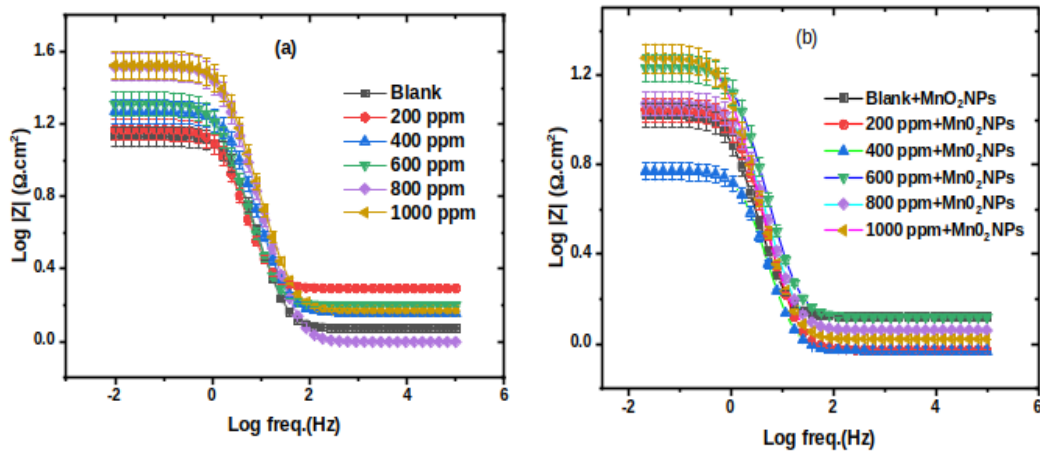 (a)
Log |Z| (Ω.cm²)
1.6
1.2
0.8
0.4
0.0
-2
0
2
4
6
Log freq.(Hz)
Blank
200 ppm
400 ppm
600 ppm
800 ppm
1000 ppm
(b)
Log |Z| (Ω.cm²)
1.2
0.8
0.4
0.0
-2
0
2
4
6
Log freq.(Hz)
Blank+MnO₂NPs
200 ppm+Mn0₂NPs
400 ppm+Mn0₂NPs
600 ppm+Mn0₂NPs
800 ppm+Mn0₂NPs
1000 ppm+Mn0₂NPs